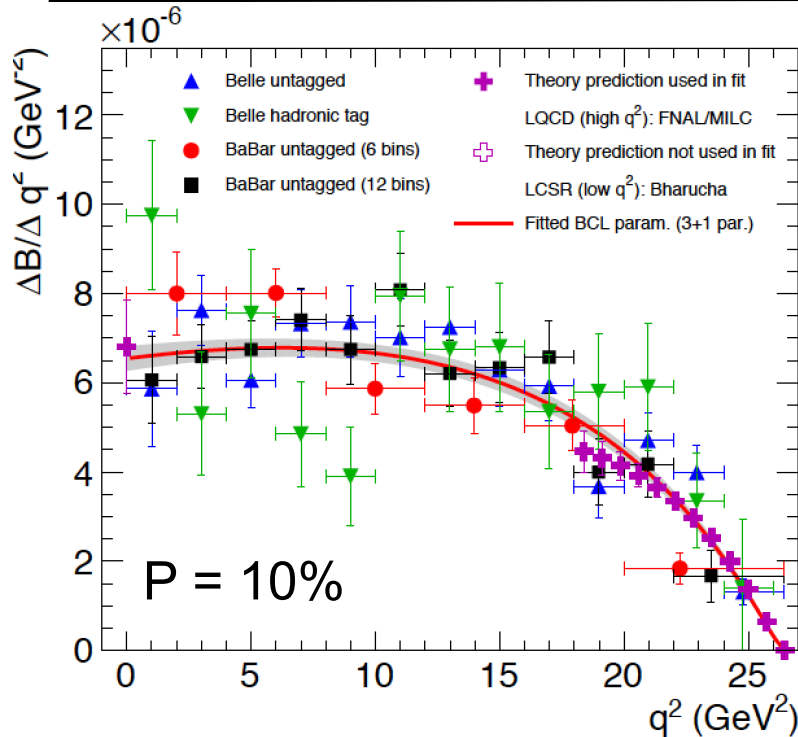 ×10⁻⁶
ΔB/Δ q² (GeV⁻²)
Belle untagged
Belle hadronic tag
BaBar untagged (6 bins)
BaBar untagged (12 bins)
Theory prediction used in fit
LQCD (high q²): FNAL/MILC
Theory prediction not used in fit
LCSR (low q²): Bharucha
Fitted BCL param. (3+1 par.)
12
10
8
6
4
2
0
P = 10%
0 5 10 15 20 25
q² (GeV²)